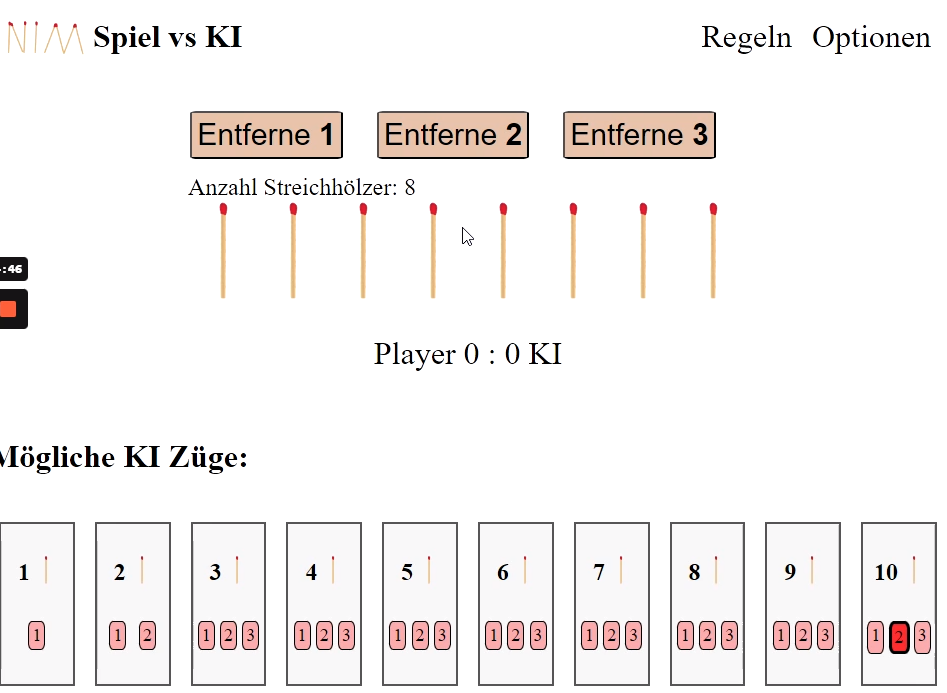 NIM Spiel vs KI Regeln Optionen
Entferne 1 Entferne 2 Entferne 3
Anzahl Streichhölzer: 8
:46
Player 0 : 0 KI
Mögliche KI Züge:
1 2 3 4 5 6 7 8 9 10
1 1 2 1 2 3 1 2 3 1 2 3 1 2 3 1 2 3 1 2 3 1 2 3 1 2 3